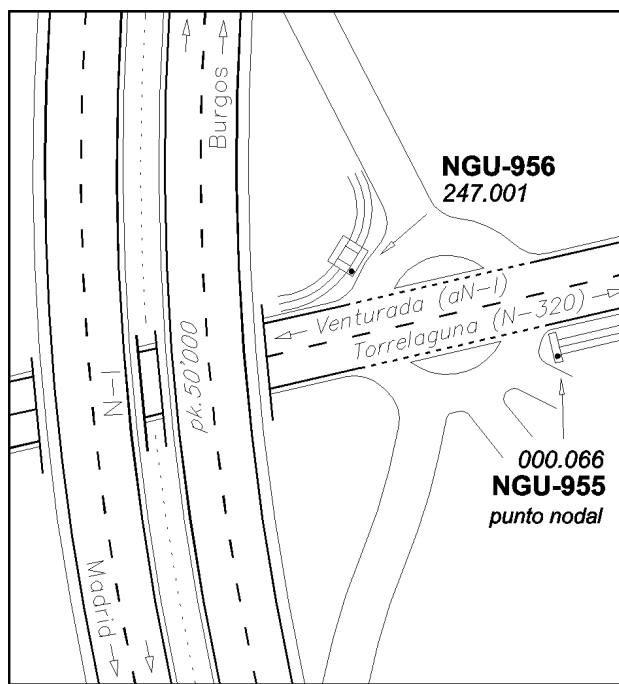 Burgos
NGU-956
247.001
Venturada (aN-I)
Torrelaguna (N-320)
N-I
pk.50'000
000.066
NGU-955
punto nodal
Madrid